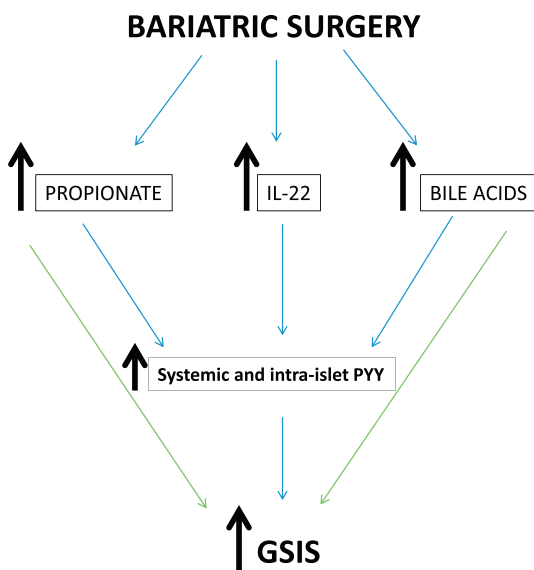 BARIATRIC SURGERY
PROPIONATE
IL-22
BILE ACIDS
Systemic and intra-islet PYY
GSIS